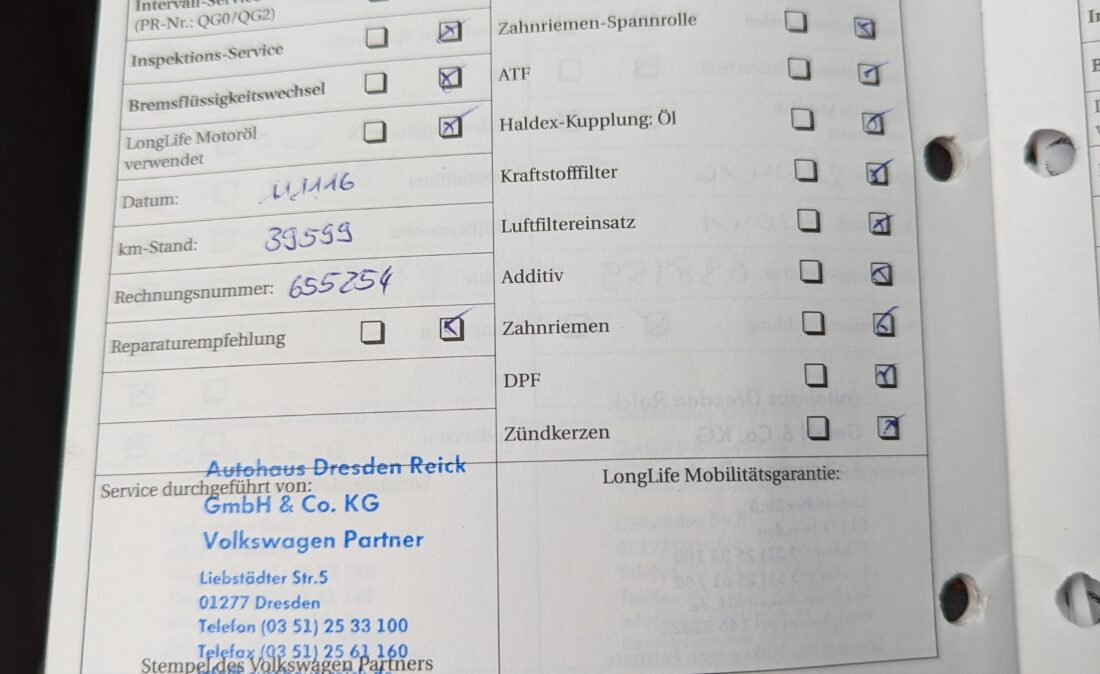 Intervall-Service
(PR-Nr.: QG0/QG2)
Inspektions-Service
Bremsflüssigkeitswechsel
LongLife Motoröl
verwendet
Datum:
km-Stand: 39599
Rechnungsnummer: 655254
Reparaturempfehlung
Zahnriemen-Spannrolle
ATF
Haldex-Kupplung: Öl
Kraftstofffilter
Luftfiltereinsatz
Additiv
Zahnriemen
DPF
Zündkerzen
Service durchgeführt von:
Autohaus Dresden Reick
GmbH & Co. KG
Volkswagen Partner
Liebstädter Str.5
01277 Dresden
Telefon (03 51) 25 33 100
Telefax (03 51) 25 61 160
Stempel des Volkswagen Partners
LongLife Mobilitätsgarantie: